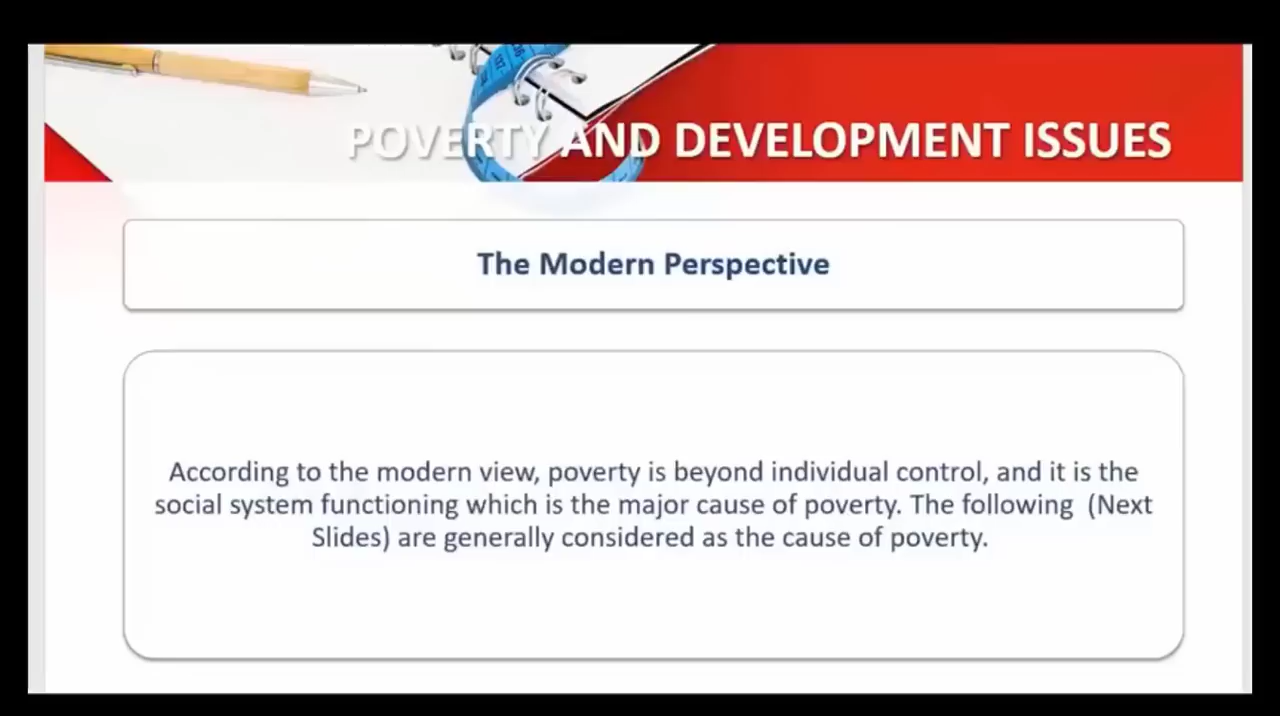 POVERTY AND DEVELOPMENT ISSUES
The Modern Perspective
According to the modern view, poverty is beyond individual control, and it is the
social system functioning which is the major cause of poverty. The following (Next
Slides) are generally considered as the cause of poverty.